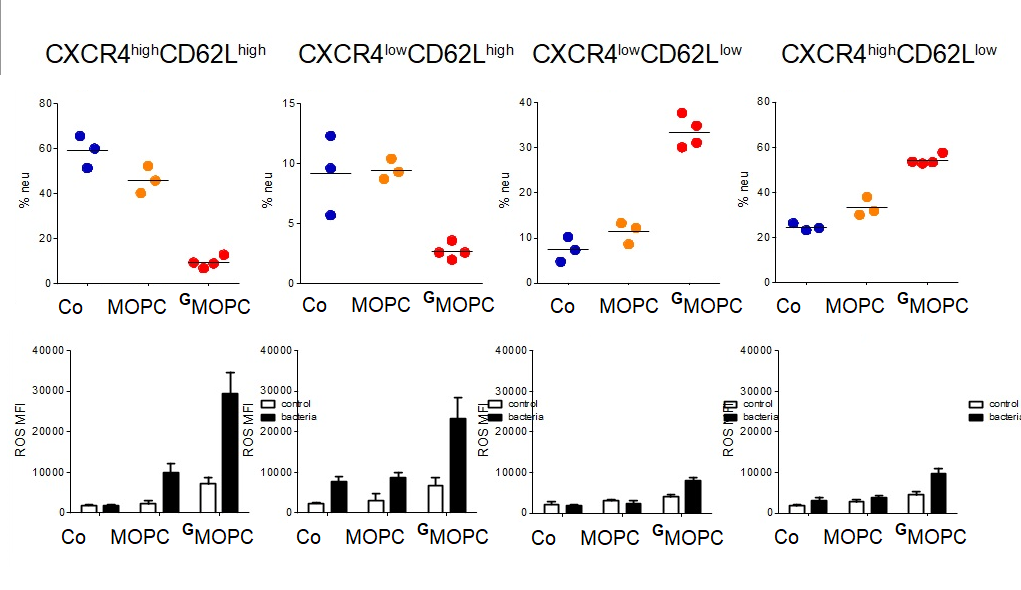 CXCR4highCD62Lhigh
CXCR4lowCD62Lhigh
CXCR4lowCD62Llow
CXCR4highCD62Llow
% neu
80
60
40
20
0
Co MOPC GMOPC
% neu
15
10
5
0
Co MOPC GMOPC
% neu
40
30
20
10
0
Co MOPC GMOPC
% neu
80
60
40
20
0
Co MOPC GMOPC
ROS MFI
40000
30000
20000
10000
0
Co MOPC GMOPC
control
bacteria
ROS MFI
40000
30000
20000
10000
0
Co MOPC GMOPC
control
bacteria
ROS MFI
40000
30000
20000
10000
0
Co MOPC GMOPC
control
bacteria
ROS MFI
40000
30000
20000
10000
0
Co MOPC GMOPC
control
bacteria